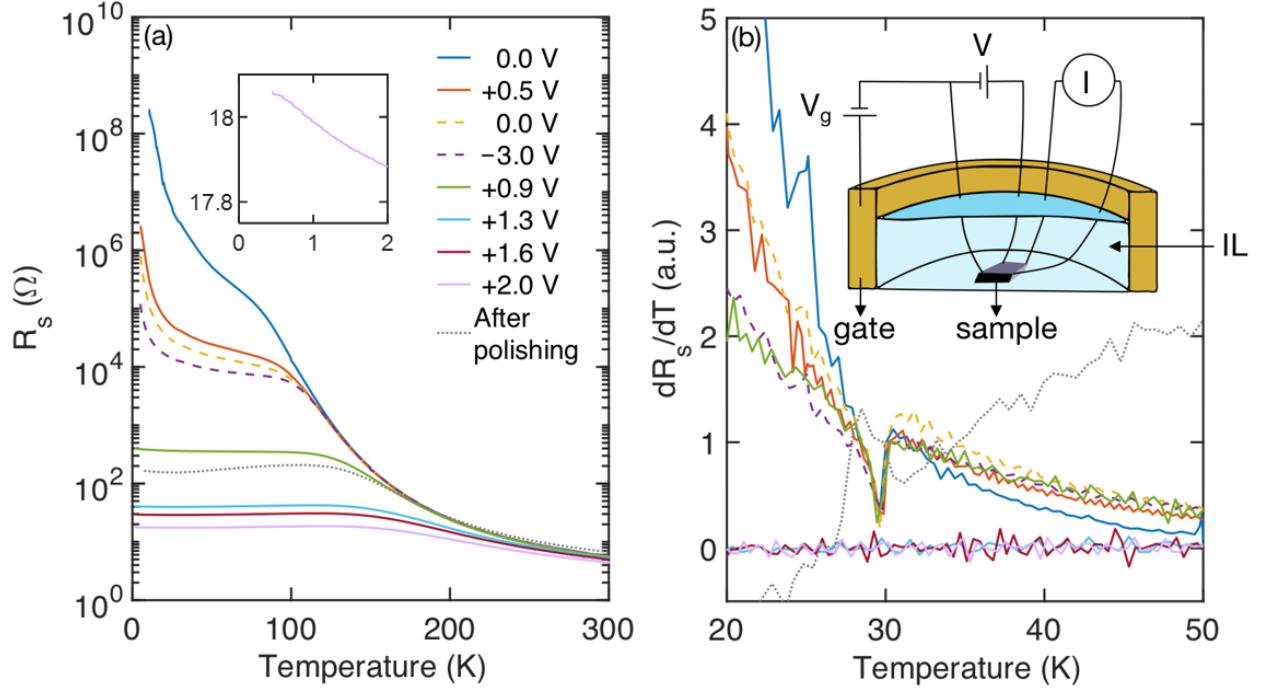 (a)
10^10
10^8
10^6
10^4
10^2
10^0
R_s (Ω)
0.0 V
+0.5 V
0.0 V
−3.0 V
+0.9 V
+1.3 V
+1.6 V
+2.0 V
After
polishing
18
17.8
0 1 2
0 100 200 300
Temperature (K)
(b)
5
4
3
2
1
0
dR_s/dT (a.u.)
V
I
V_g
IL
gate sample
20 30 40 50
Temperature (K)